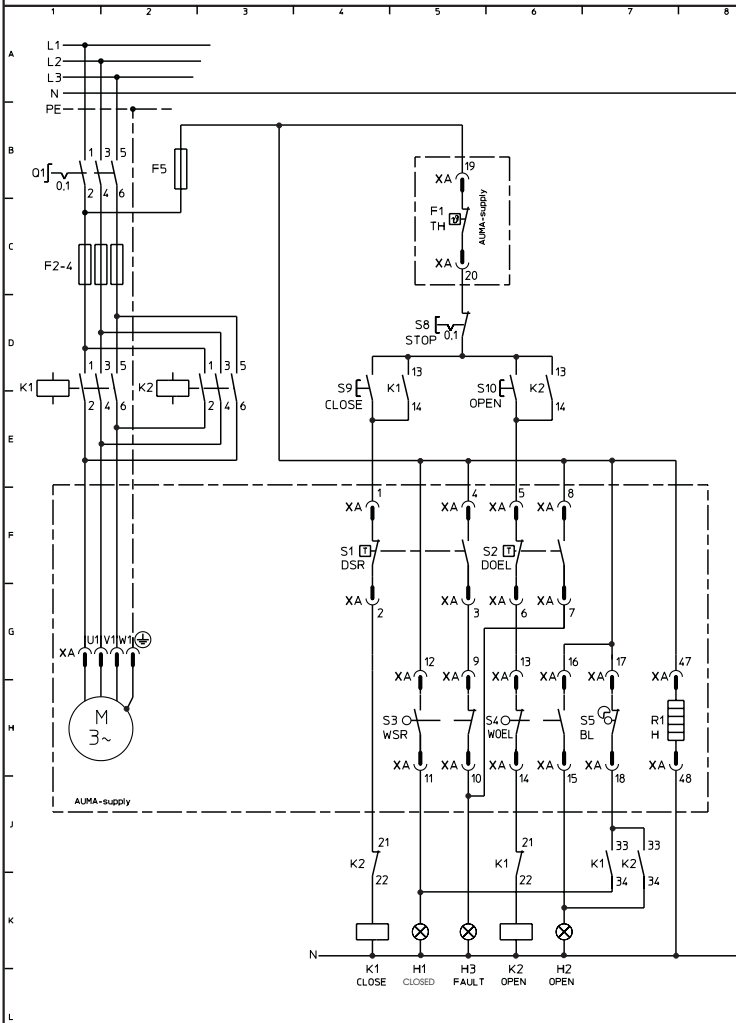 1 2 3 4 5 6 7 8
A
L1
L2
L3
N
PE
B
Q1 0,1
1 3 5
2 4 6
F5
19
XA
F1
TH
AUMA-supply
XA
20
C
F2-4
D
S8
STOP
0,1
1 3 5
1 3 5
K1
K2
2 4 6
2 4 6
S9
CLOSE
K1
13
14
S10
OPEN
K2
13
14
E
1 4 5 8
XA XA XA XA
F
S1 T
DSR
S2 T
DOEL
XA XA XA XA
2 3 6 7
G
U1 V1 W1
XA
12 9 13 16 17 47
XA XA XA XA XA XA
H
M
3~
S3
WSR
S4
WOEL
S5
BL
R1
H
XA XA XA XA XA XA
11 10 14 15 18 48
AUMA-supply
J
K2
21
22
K1
21
22
K1
33
34
K2
33
34
K
N
K1 H1 H3 K2 H2
CLOSE CLOSED FAULT OPEN OPEN
L